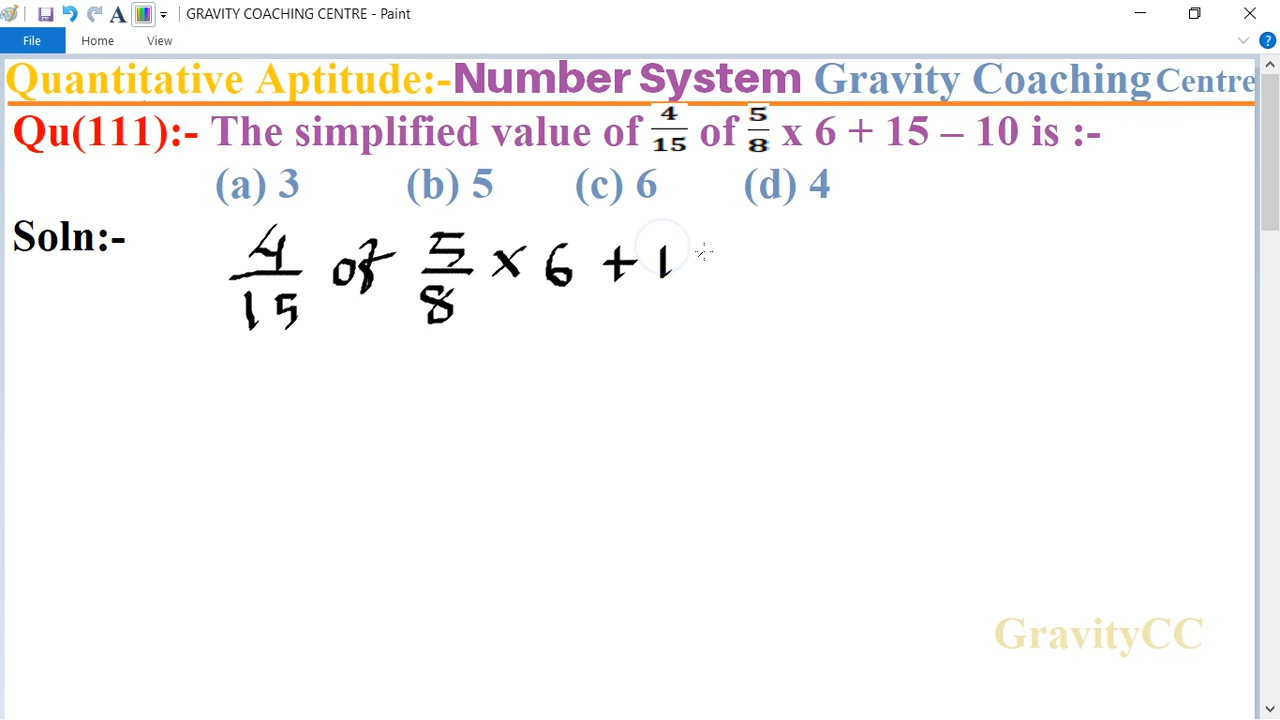 GRAVITY COACHING CENTRE - Paint
File Home View
Quantitative Aptitude:-Number System Gravity Coaching Centre
Qu(111):- The simplified value of 4/15 of 5/8 x 6 + 15 – 10 is :-
(a) 3 (b) 5 (c) 6 (d) 4
Soln:- 4/15 of 5/8 × 6 + 1
GravityCC